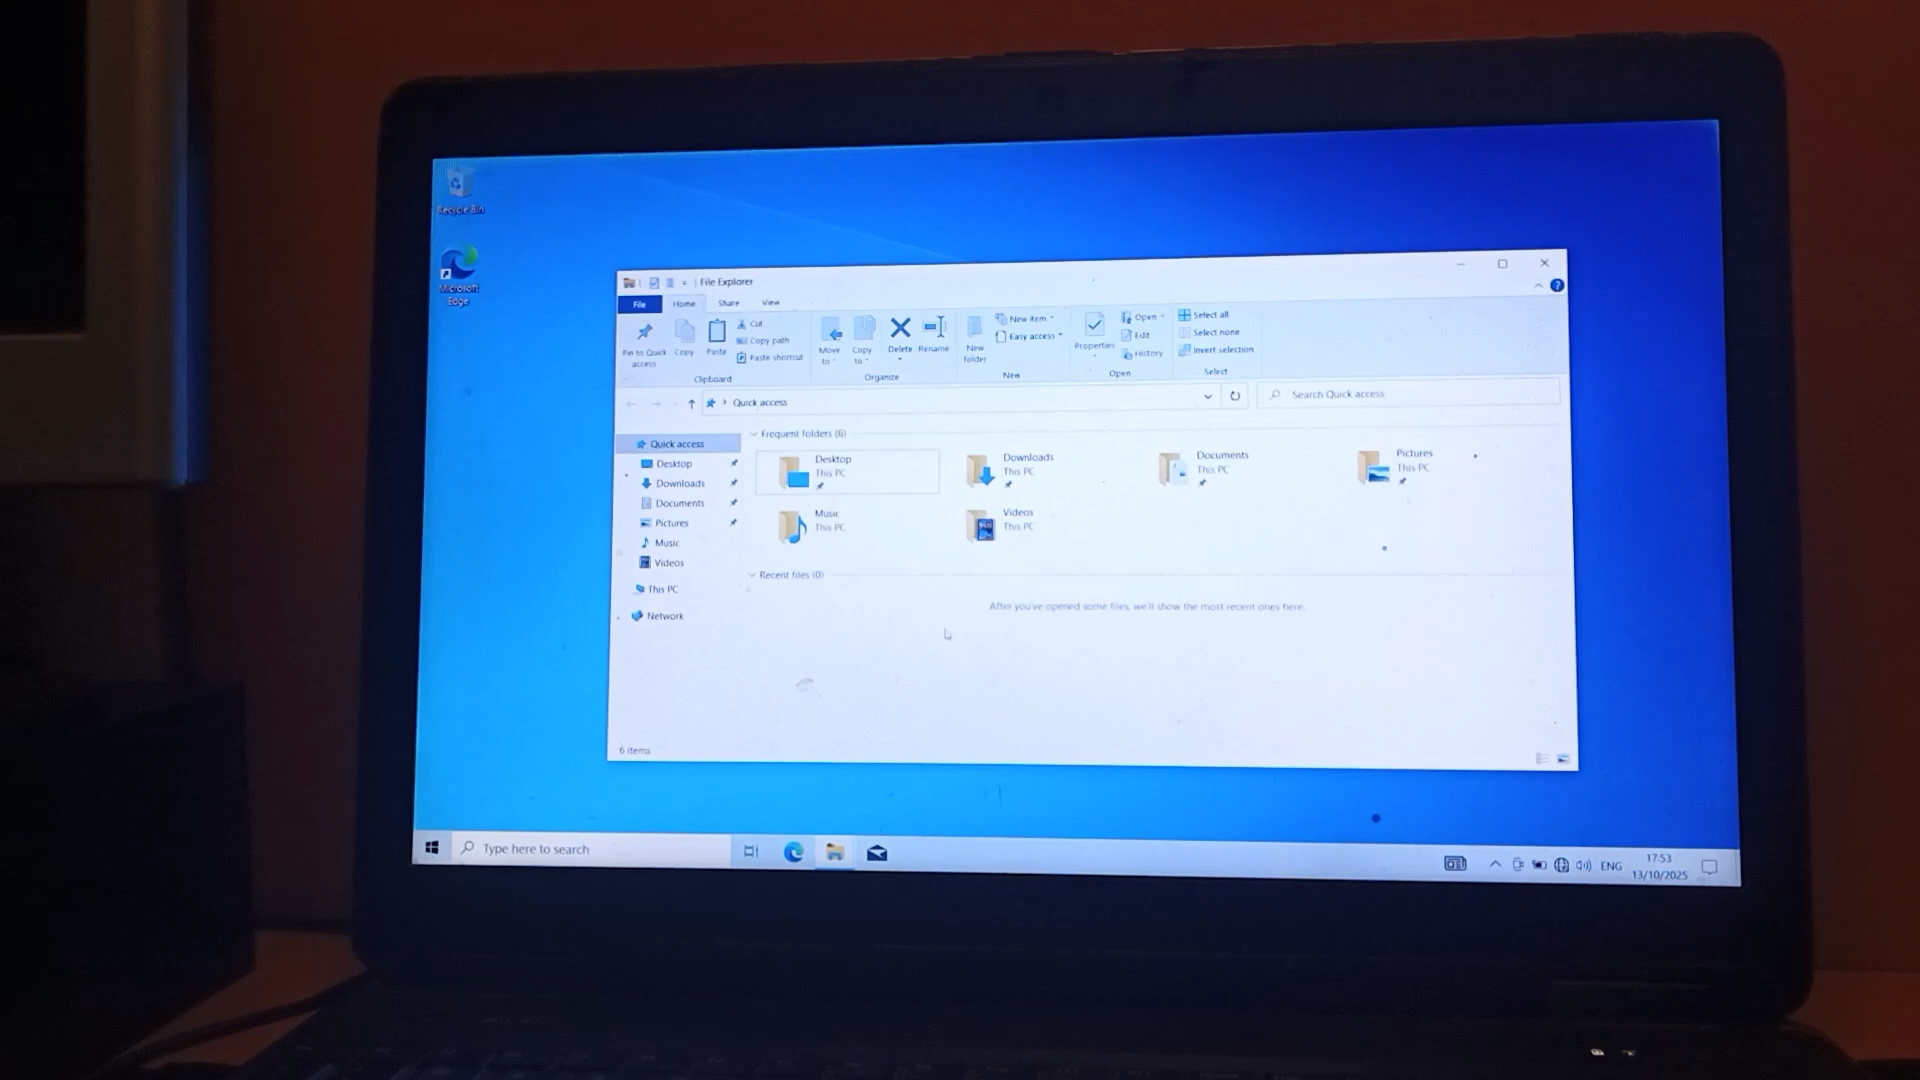 Recycle Bin
Microsoft
Edge
File Explorer
File
Home
Share
View
Pin to Quick
access
Copy
Paste
Cut
Copy path
Paste shortcut
Clipboard
Move
to
Copy
to
Delete
Rename
Organize
New
folder
New item
Easy access
New
Properties
Open
Edit
History
Open
Select all
Select none
Invert selection
Select
Quick access
Search Quick access
Quick access
Desktop
Downloads
Documents
Pictures
Music
Videos
This PC
Network
Frequent folders (6)
Desktop
This PC
Downloads
This PC
Documents
This PC
Pictures
This PC
Music
This PC
Videos
This PC
Recent files (0)
After you've opened some files, we'll show the most recent ones here.
6 items
Type here to search
ENG
17:53
13/10/2025